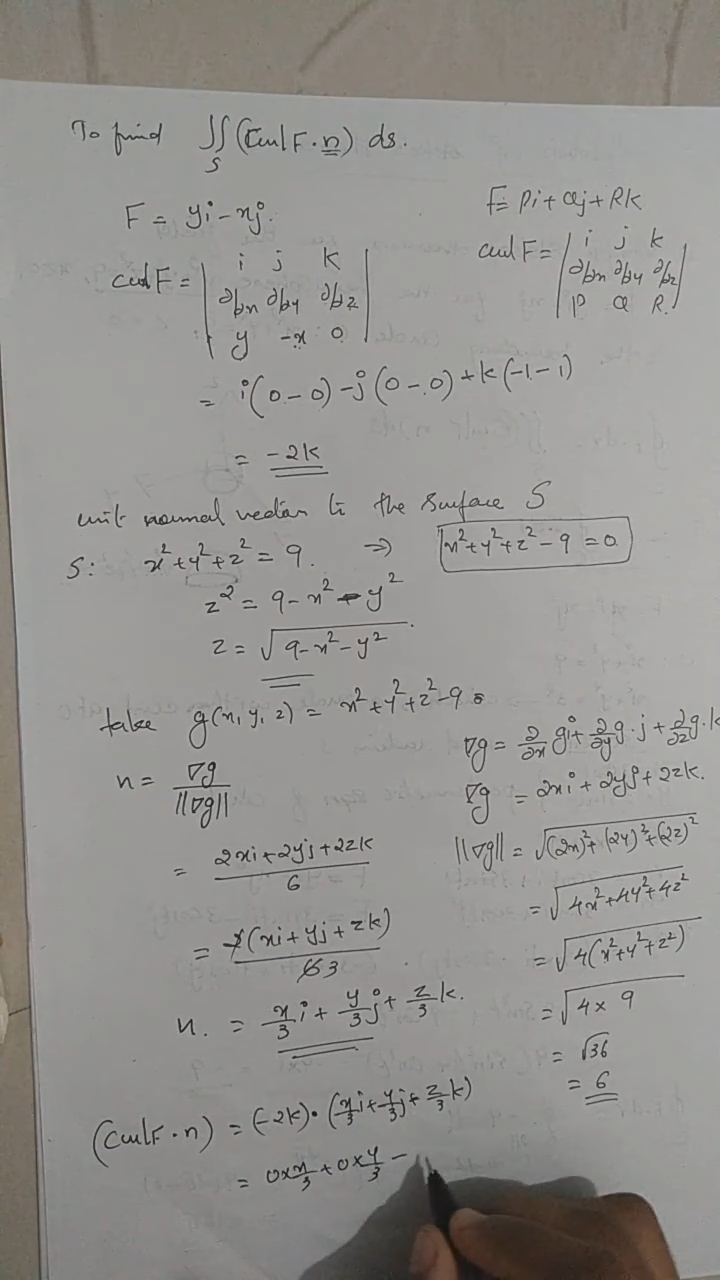 To find ∬S (Curl F · n) ds.
F = yi - xj.
F = Pi + Qj + Rk
curl F = | i j k |
| ∂/∂x ∂/∂y ∂/∂z |
| y -x 0 |
curl F = | i j k |
| ∂/∂x ∂/∂y ∂/∂z |
| P Q R |
= i(0-0) - j(0-0) + k(-1-1)
= -2k
unit normal vector to the surface S
S: x² + y² + z² = 9. ⇒ x² + y² + z² - 9 = 0
z² = 9 - x² - y²
z = √(9 - x² - y²).
take g(x, y, z) = x² + y² + z² - 9
n = ∇g / ||∇g||
= (2xi + 2yj + 2zk) / 6
= 2(xi + yj + zk) / 6 3
n. = x/3 i + y/3 j + z/3 k.
∇g = ∂/∂x g i + ∂/∂y g · j + ∂/∂z g · k
∇g = 2xi + 2yj + 2zk.
||∇g|| = √((2x)² + (2y)² + (2z)²)
= √(4x² + 4y² + 4z²)
= √(4(x² + y² + z²))
= √(4 × 9)
= √36
= 6
(Curl F · n) = (-2k) · (x/3 i + y/3 j + z/3 k)
= 0 × x/3 + 0 × y/3 -